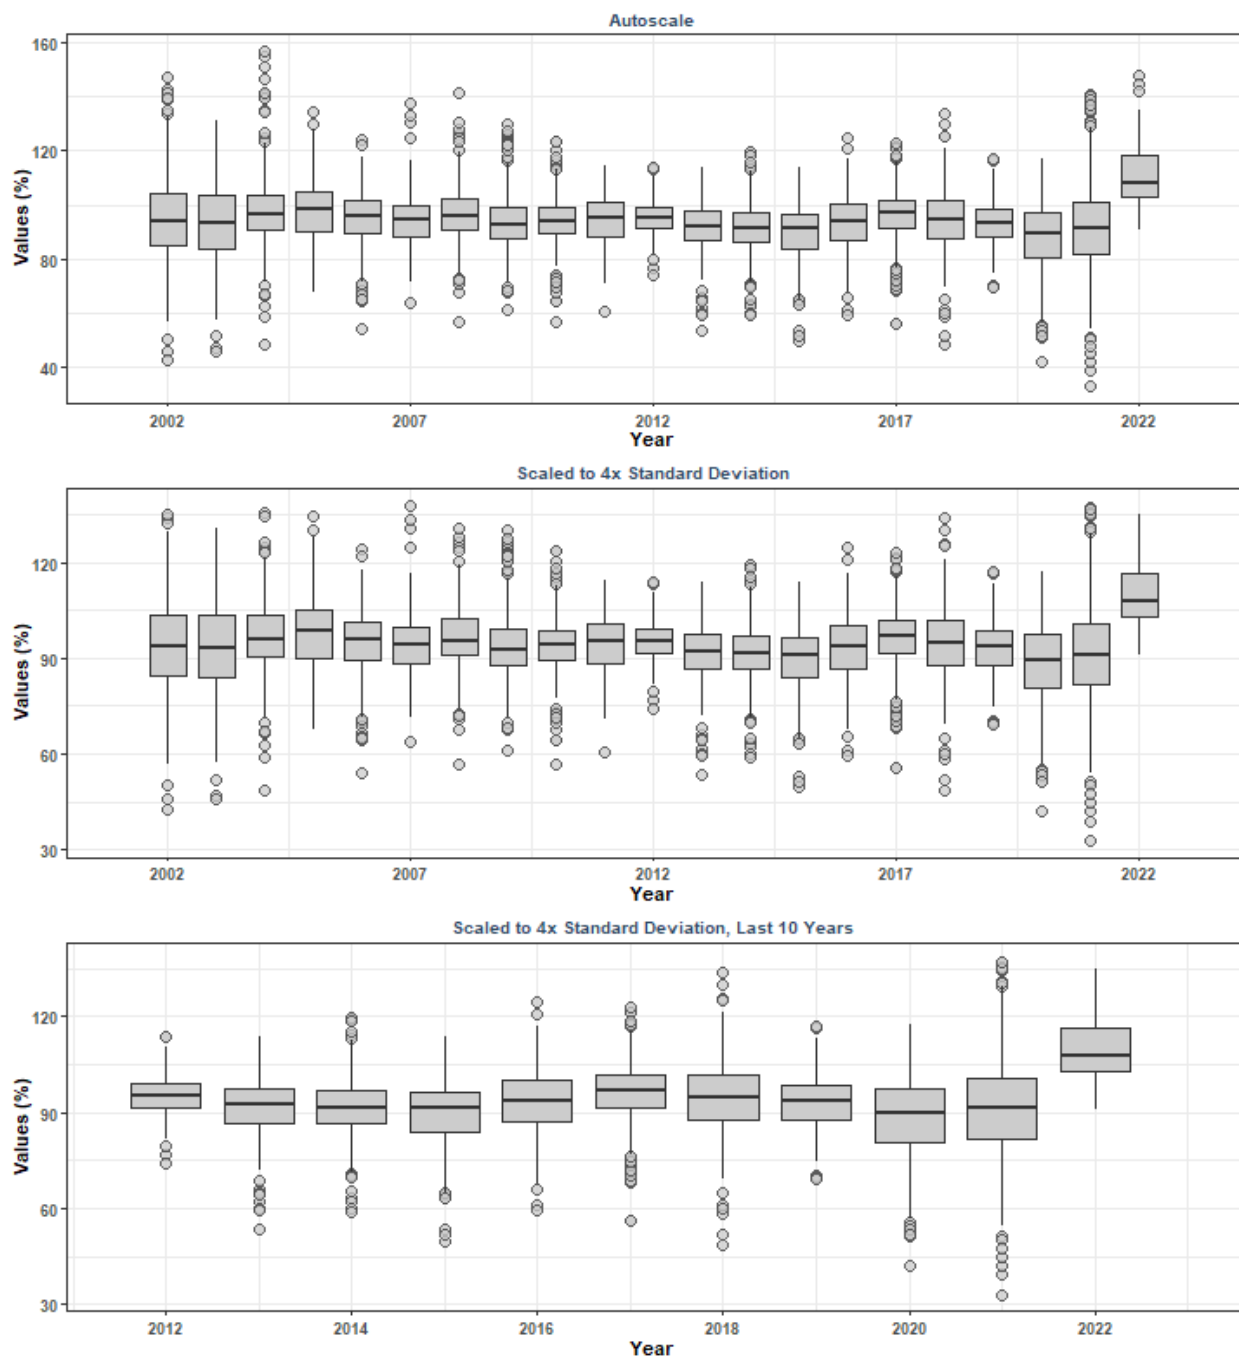 Autoscale
160
120
80
40
Values (%)
2002 2007 2012 2017 2022
Year
Scaled to 4x Standard Deviation
120
90
60
30
Values (%)
2002 2007 2012 2017 2022
Year
Scaled to 4x Standard Deviation, Last 10 Years
120
90
60
30
Values (%)
2012 2014 2016 2018 2020 2022
Year